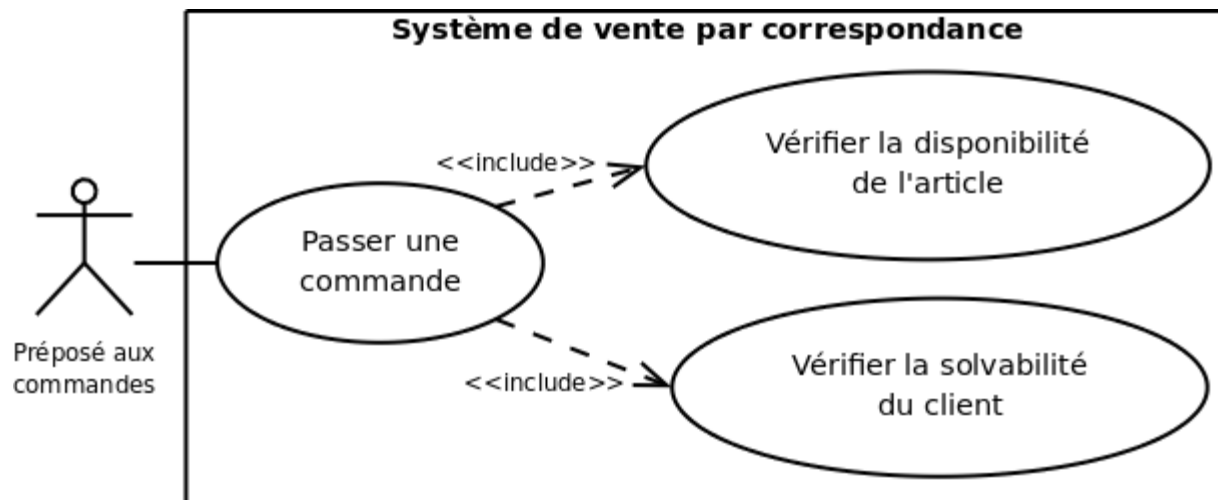 Système de vente par correspondance
Vérifier la disponibilité
de l'article
<<include>>
Passer une
commande
Préposé aux
commandes
<<include>>
Vérifier la solvabilité
du client